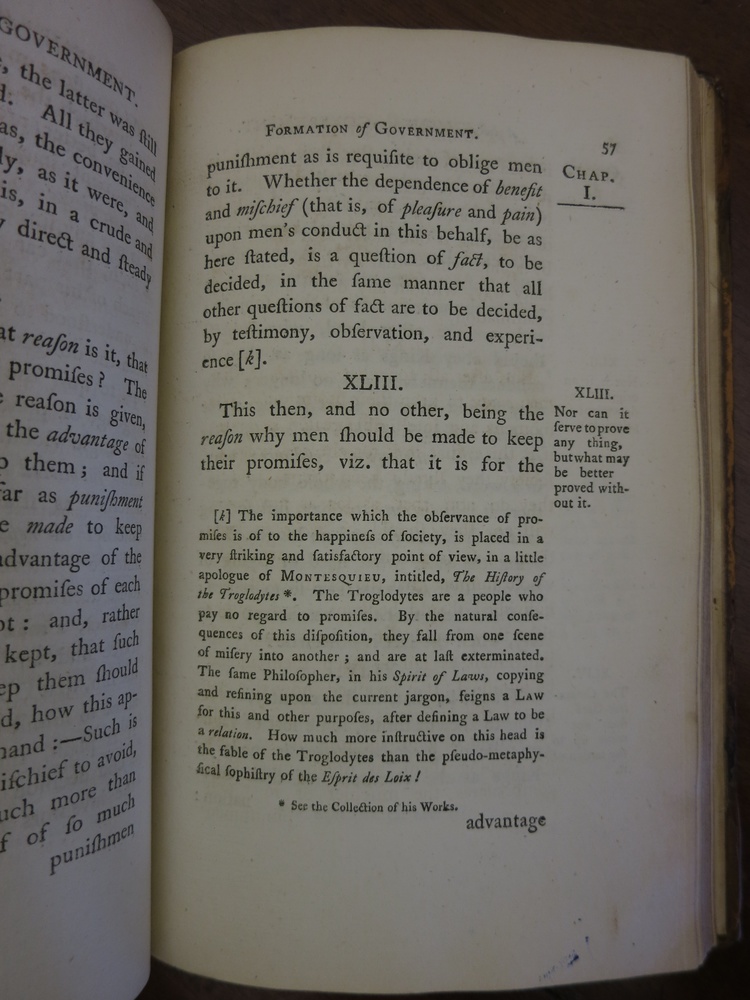 GOVERNMENT.
the latter was ſtill
All they gained
as, the convenience
as it were, and
is, in a crude and
direct and ſteady
reaſon is it, that
promiſes? The
reaſon is given,
the advantage of
them; and if
far as puniſhment
made to keep
advantage of the
promiſes of each
and, rather
kept, that ſuch
them ſhould
how this ap-
:—Such is
miſchief to avoid,
much more than
of ſo much
puniſhmen
FORMATION of GOVERNMENT.
57
CHAP.
I.
puniſhment as is requiſite to oblige men
to it. Whether the dependence of benefit
and miſchief (that is, of pleaſure and pain)
upon men's conduct in this behalf, be as
here ſtated, is a queſtion of fact, to be
decided, in the ſame manner that all
other queſtions of fact are to be decided,
by teſtimony, obſervation, and experi-
ence [k].
XLIII.
This then, and no other, being the
reaſon why men ſhould be made to keep
their promiſes, viz. that it is for the
XLIII.
Nor can it
ſerve to prove
any thing,
but what may
be better
proved with-
out it.
[k] The importance which the obſervance of pro-
miſes is of to the happineſs of ſociety, is placed in a
very ſtriking and ſatisfactory point of view, in a little
apologue of MONTESQUIEU, intitled, The Hiſtory of
the Troglodytes *. The Troglodytes are a people who
pay no regard to promiſes. By the natural conſe-
quences of this diſpoſition, they fall from one ſcene
of miſery into another ; and are at laſt exterminated.
The ſame Philoſopher, in his Spirit of Laws, copying
and refining upon the current jargon, feigns a LAW
for this and other purpoſes, after defining a Law to be
a relation. How much more inſtructive on this head is
the fable of the Troglodytes than the pſeudo-metaphy-
ſical ſophiſtry of the Eſprit des Loix !
* See the Collection of his Works.
advantage